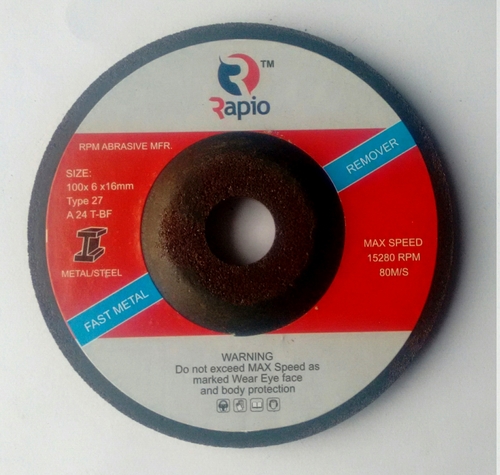 TM
Rapio
RPM ABRASIVE MFR.
REMOVER
SIZE:
100x 6 x16mm
Type 27
A 24 T-BF
METAL/STEEL
MAX SPEED
15280 RPM
80M/S
FAST METAL
WARNING
Do not exceed MAX Speed as
marked Wear Eye face
and body protection